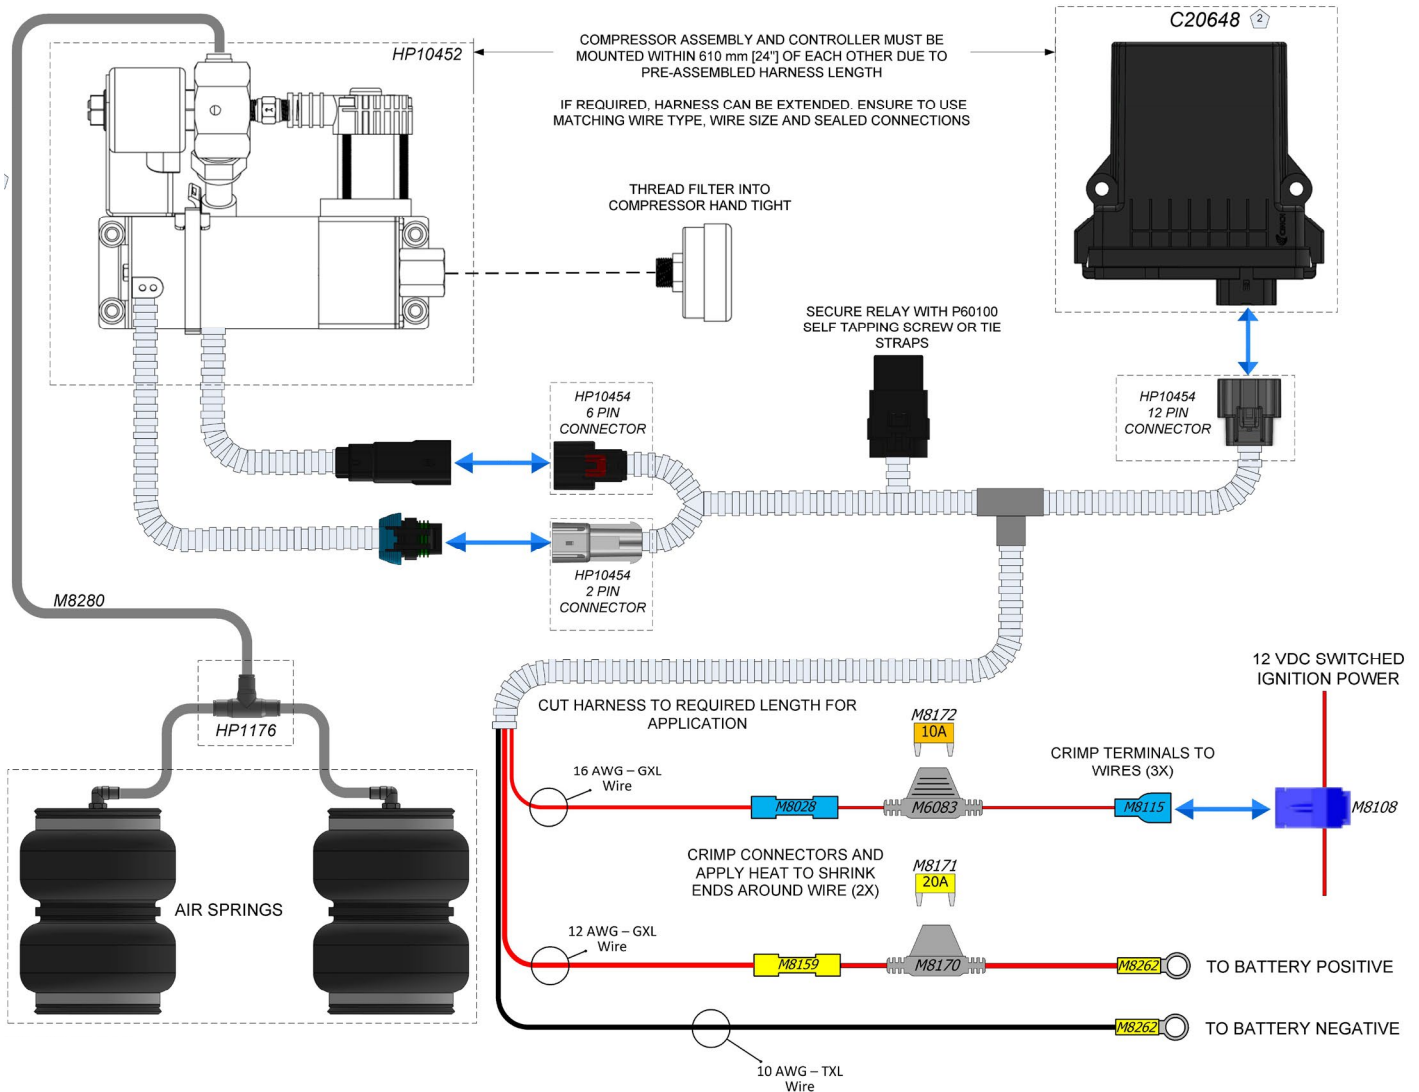 C20648
2
HP10452
COMPRESSOR ASSEMBLY AND CONTROLLER MUST BE
MOUNTED WITHIN 610 mm [24"] OF EACH OTHER DUE TO
PRE-ASSEMBLED HARNESS LENGTH
IF REQUIRED, HARNESS CAN BE EXTENDED. ENSURE TO USE
MATCHING WIRE TYPE, WIRE SIZE AND SEALED CONNECTIONS
THREAD FILTER INTO
COMPRESSOR HAND TIGHT
SECURE RELAY WITH P60100
SELF TAPPING SCREW OR TIE
STRAPS
HP10454
6 PIN
CONNECTOR
HP10454
12 PIN
CONNECTOR
HP10454
2 PIN
CONNECTOR
M8280
HP1176
AIR SPRINGS
12 VDC SWITCHED
IGNITION POWER
CUT HARNESS TO REQUIRED LENGTH FOR
APPLICATION
M8172
10A
CRIMP TERMINALS TO
WIRES (3X)
16 AWG – GXL
Wire
M8028
M6083
M8115
M8108
CRIMP CONNECTORS AND
APPLY HEAT TO SHRINK
ENDS AROUND WIRE (2X)
M8171
20A
12 AWG – GXL
Wire
M8159
M8170
M8262
TO BATTERY POSITIVE
M8262
TO BATTERY NEGATIVE
10 AWG – TXL
Wire